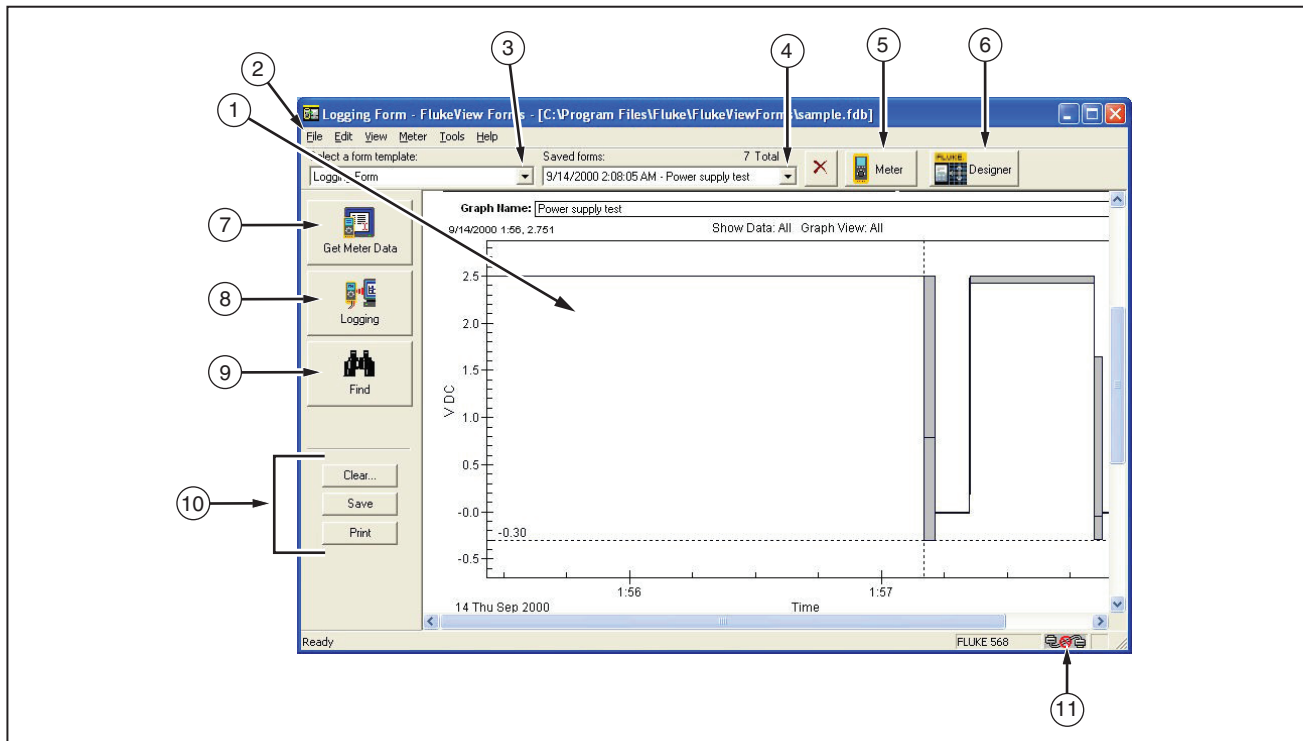 3
4
5
6
2
1
Logging Form - FlukeView Forms - [C:\Program Files\Fluke\FlukeViewForms\sample.fdb]
File Edit View Meter Tools Help
Select a form template:
Saved forms:
7 Total
Logging Form
9/14/2000 2:08:05 AM - Power supply test
Meter
FLUKE
Designer
7
Get Meter Data
8
Logging
9
Find
10
Clear...
Save
Print
Graph Name: Power supply test
9/14/2000 1:56, 2.751
Show Data: All Graph View: All
2.5
2.0
1.5
V DC
1.0
0.5
-0.0
-0.30
-0.5
1:56
1:57
14 Thu Sep 2000
Time
Ready
FLUKE 568
11